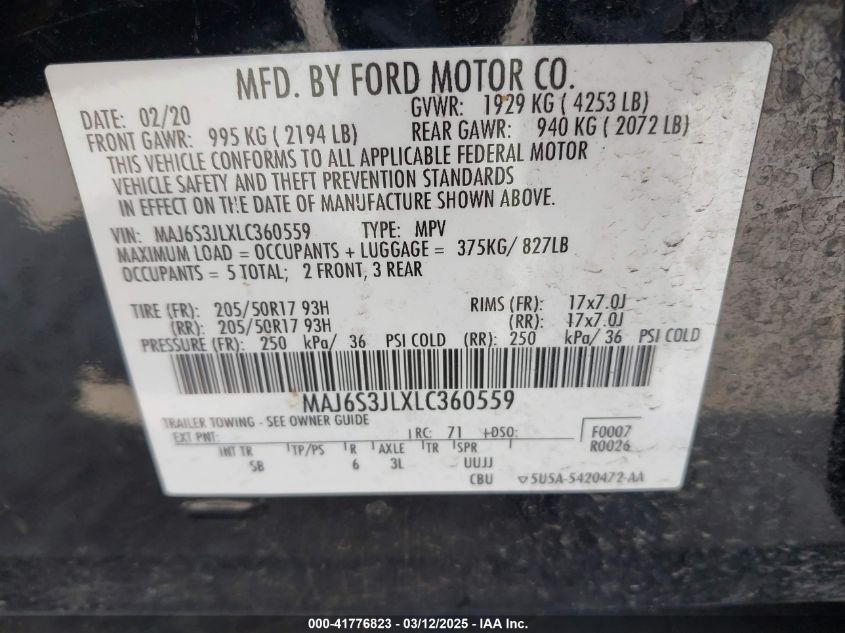 MFD. BY FORD MOTOR CO.
DATE: 02/20 GVWR: 1929 KG ( 4253 LB)
FRONT GAWR: 995 KG ( 2194 LB) REAR GAWR: 940 KG ( 2072 LB)
THIS VEHICLE CONFORMS TO ALL APPLICABLE FEDERAL MOTOR
VEHICLE SAFETY AND THEFT PREVENTION STANDARDS
IN EFFECT ON THE DATE OF MANUFACTURE SHOWN ABOVE.
VIN: MAJ6S3JLXLC360559 TYPE: MPV
MAXIMUM LOAD = OCCUPANTS + LUGGAGE = 375KG/ 827LB
OCCUPANTS = 5 TOTAL; 2 FRONT, 3 REAR
TIRE (FR): 205/50R17 93H RIMS (FR): 17x7.0J
(RR): 205/50R17 93H (RR): 17x7.0J
PRESSURE (FR): 250 kPa/ 36 PSI COLD (RR): 250 kPa/ 36 PSI COLD
MAJ6S3JLXLC360559
TRAILER TOWING - SEE OWNER GUIDE
EXT PNT: RC: 71 DSO: F0007
INT TR TP/PS R AXLE TR SPR R0026
SB 6 3L UUJJ
CBU 5U5A-5420472-AA
000-41776823 - 03/12/2025 - IAA Inc.